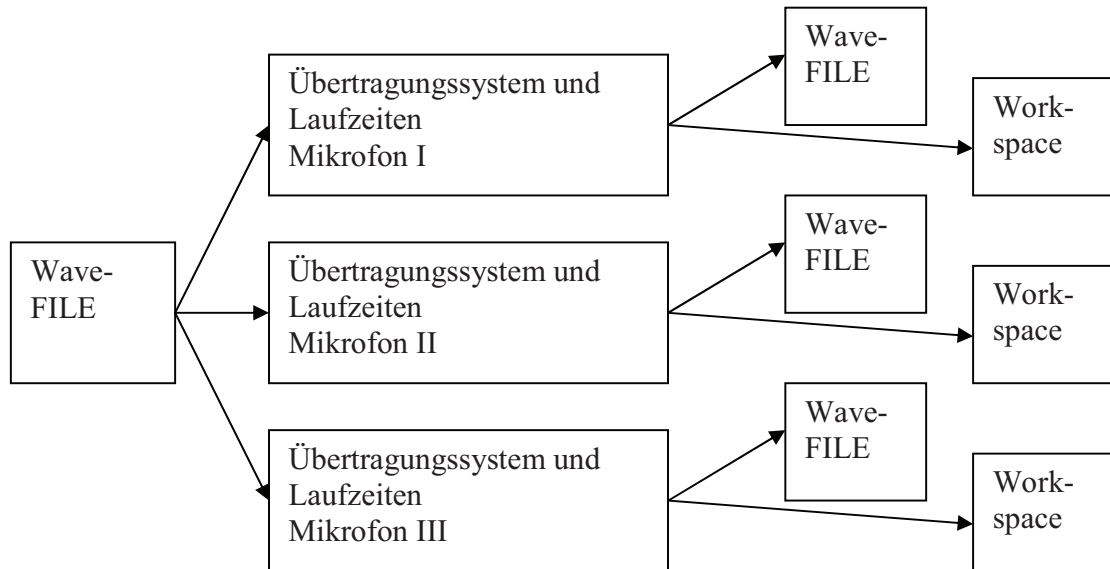 Wave-
FILE
Übertragungssystem und
Laufzeiten
Mikrofon I
Wave-
FILE
Work-
space
Übertragungssystem und
Laufzeiten
Mikrofon II
Wave-
FILE
Work-
space
Übertragungssystem und
Laufzeiten
Mikrofon III
Wave-
FILE
Work-
space